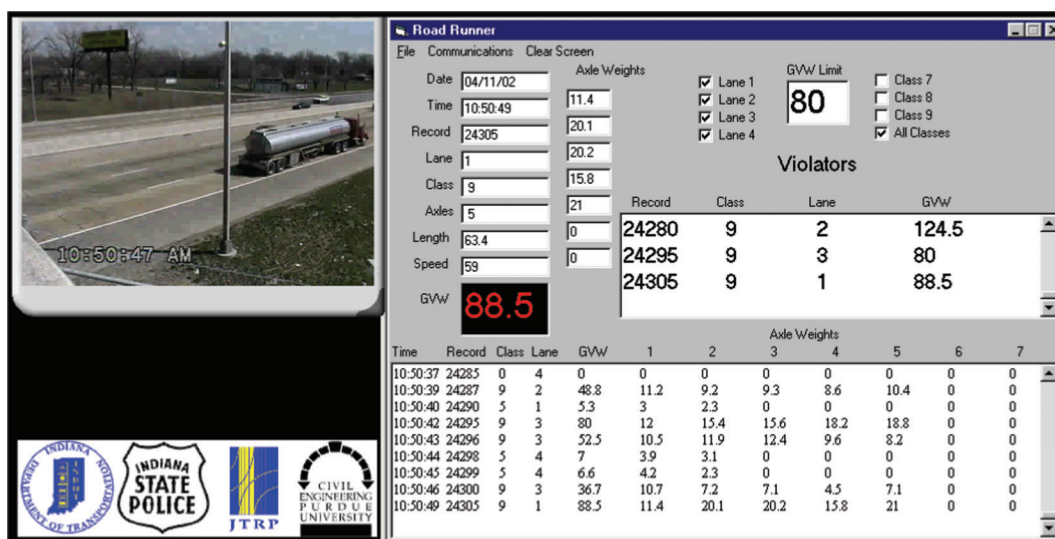 10:50:47 AM
INDIANA
DEPARTMENT OF TRANSPORTATION
INDOT
INDIANA
STATE
POLICE
JTRP
CIVIL
ENGINEERING
PURDUE
UNIVERSITY
Road Runner
File Communications Clear Screen
Date 04/11/02
Time 10:50:49
Record 24305
Lane 1
Class 9
Axles 5
Length 63.4
Speed 59
GVW 88.5
Axle Weights
11.4
20.1
20.2
15.8
21
0
0
Lane 1
Lane 2
Lane 3
Lane 4
GVW Limit
80
Class 7
Class 8
Class 9
All Classes
Violators
Record Class Lane GVW
24280 9 2 124.5
24295 9 3 80
24305 9 1 88.5
Axle Weights
Time Record Class Lane GVW 1 2 3 4 5 6 7
10:50:37 24285 0 4 0 0 0 0 0 0 0 0
10:50:39 24287 9 2 48.8 11.2 9.2 9.3 8.6 10.4 0 0
10:50:40 24290 5 1 5.3 3 2.3 0 0 0 0 0
10:50:42 24295 9 3 80 12 15.4 15.6 18.2 18.8 0 0
10:50:43 24296 9 3 52.5 10.5 11.9 12.4 9.6 8.2 0 0
10:50:44 24298 5 4 7 3.9 3.1 0 0 0 0 0
10:50:45 24299 5 4 6.6 4.2 2.3 0 0 0 0 0
10:50:46 24300 9 3 36.7 10.7 7.2 7.1 4.5 7.1 0 0
10:50:49 24305 9 1 88.5 11.4 20.1 20.2 15.8 21 0 0